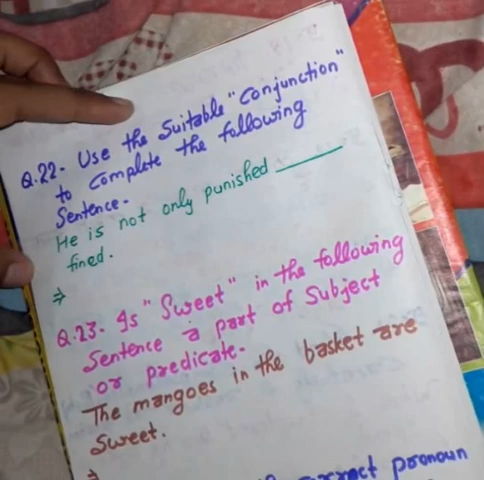 Q.22- Use the Suitable "Conjunction"
to complete the following
Sentence-
He is not only punished ______
fined.
⇒
Q.23- Is "Sweet" in the following
Sentence a part of Subject
or predicate-
The mangoes in the basket are
Sweet.
correct pronoun